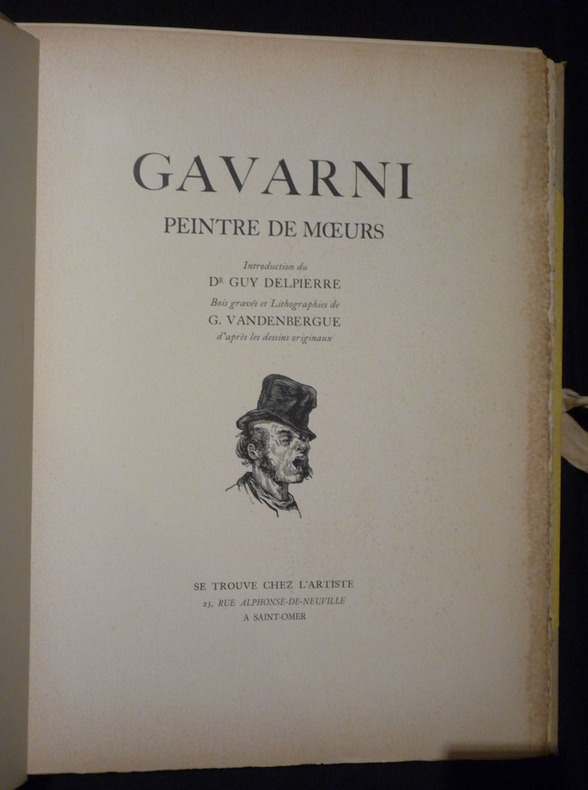 GAVARNI
PEINTRE DE MŒURS
Introduction du
Dᴿ GUY DELPIERRE
Bois gravés et Lithographies de
G. VANDENBERGUE
d'après les dessins originaux
SE TROUVE CHEZ L'ARTISTE
23, RUE ALPHONSE-DE-NEUVILLE
A SAINT-OMER